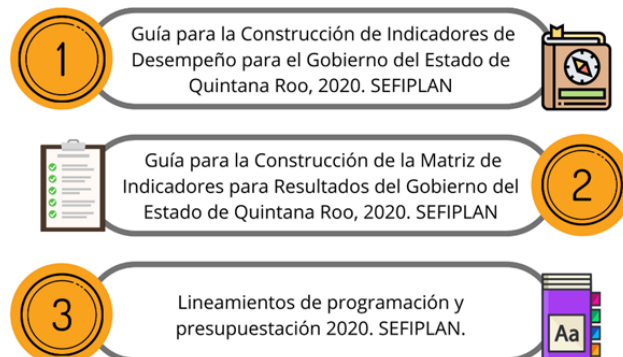 1
Guía para la Construcción de Indicadores de
Desempeño para el Gobierno del Estado de
Quintana Roo, 2020. SEFIPLAN
Guía para la Construcción de la Matriz de
Indicadores para Resultados del Gobierno del
Estado de Quintana Roo, 2020. SEFIPLAN
2
3
Lineamientos de programación y
presupuestación 2020. SEFIPLAN.
Aa